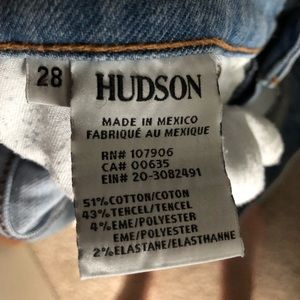 28
HUDSON
MADE IN MEXICO
FABRIQUÉ AU MEXIQUE
RN# 107906
CA# 00635
EIN# 20-3082491
51%COTTON/COTON
43%TENCEL/TENCEL
4%EME/POLYESTER
EME/POLYESTER
2%ELASTANE/ELASTHANNE